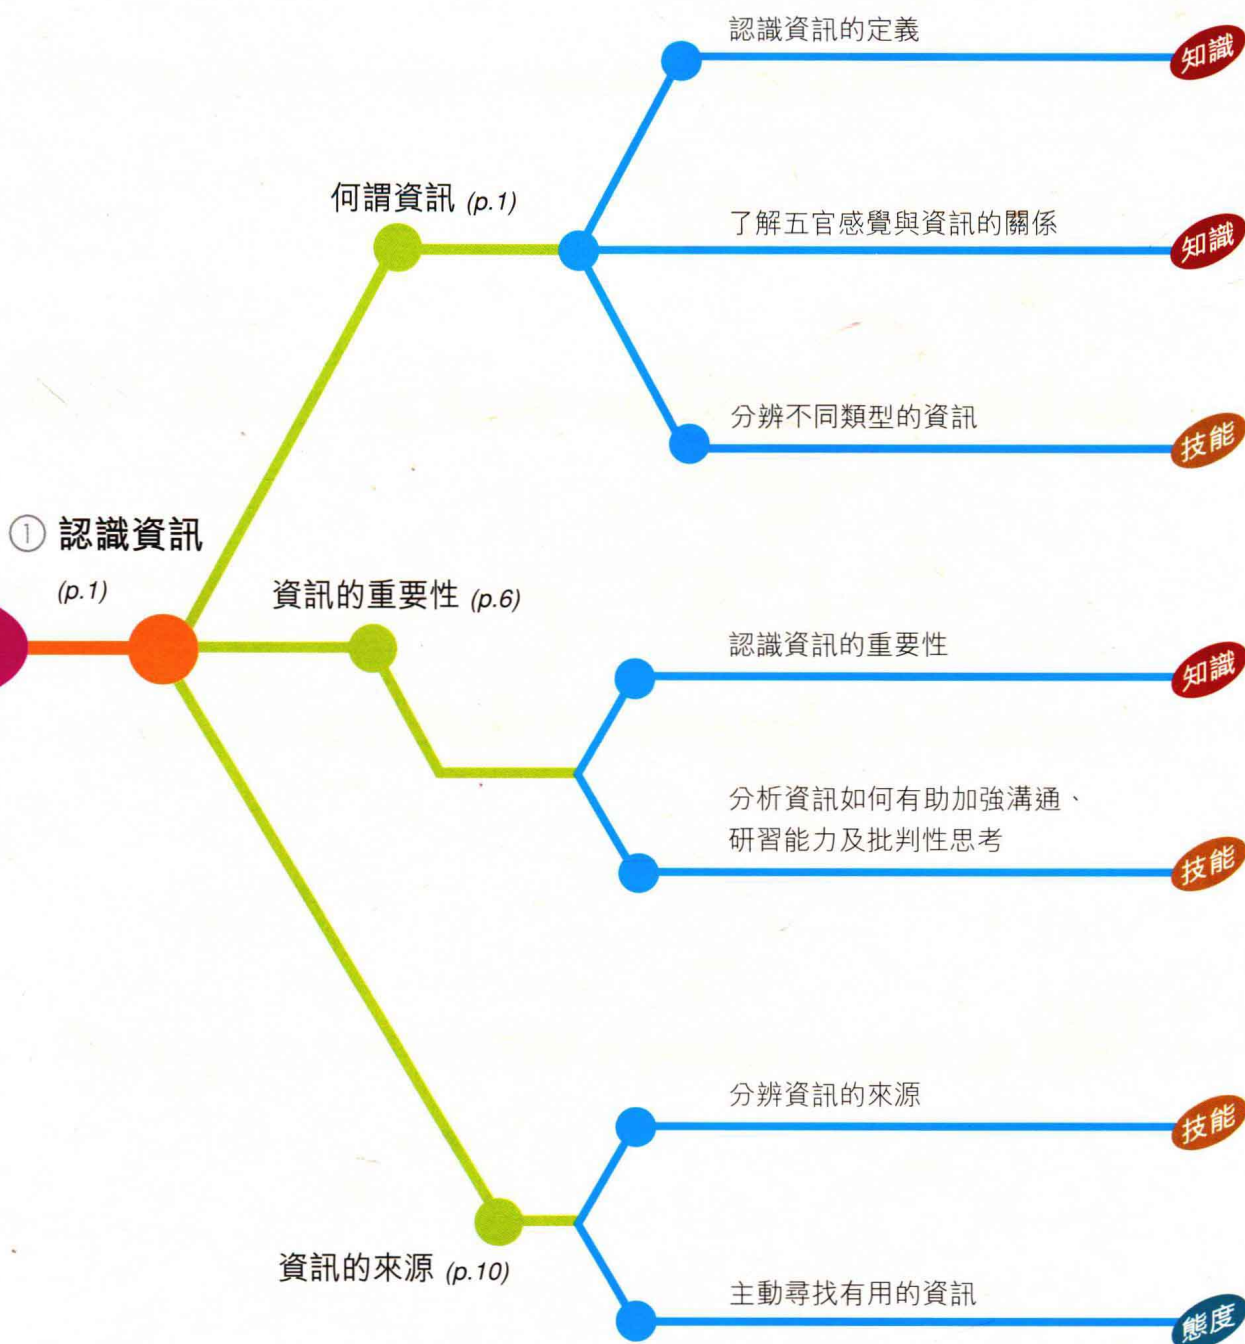 認識資訊的定義
知識
何謂資訊 (p.1)
了解五官感覺與資訊的關係
知識
分辨不同類型的資訊
技能
① 認識資訊
(p.1)
資訊的重要性 (p.6)
認識資訊的重要性
知識
分析資訊如何有助加強溝通、
研習能力及批判性思考
技能
分辨資訊的來源
技能
資訊的來源 (p.10)
主動尋找有用的資訊
態度